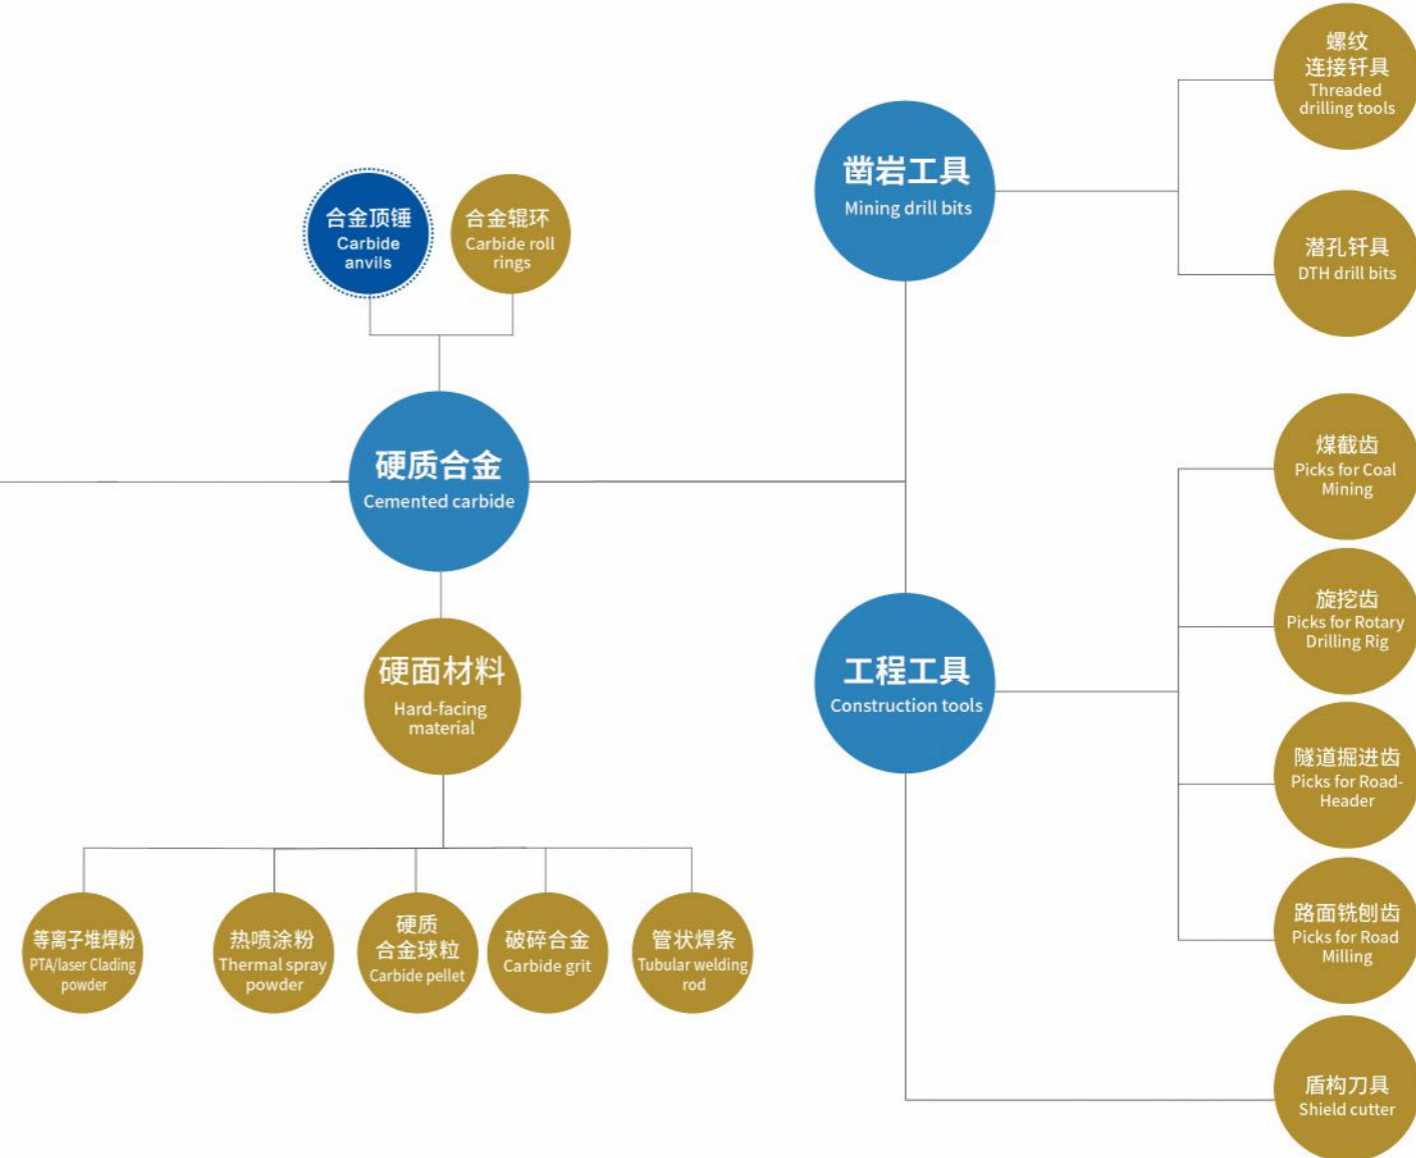 螺纹
连接钎具
Threaded
drilling tools
凿岩工具
Mining drill bits
合金顶锤
Carbide
anvils
合金辊环
Carbide roll
rings
潜孔钎具
DTH drill bits
硬质合金
Cemented carbide
煤截齿
Picks for Coal
Mining
旋挖齿
Picks for Rotary
Drilling Rig
硬面材料
Hard-facing
material
工程工具
Construction tools
隧道掘进齿
Picks for Road-
Header
路面铣刨齿
Picks for Road
Milling
等离子堆焊粉
PTA/laser Clading
powder
热喷涂粉
Thermal spray
powder
硬质
合金球粒
Carbide pellet
破碎合金
Carbide grit
管状焊条
Tubular welding
rod
盾构刀具
Shield cutter